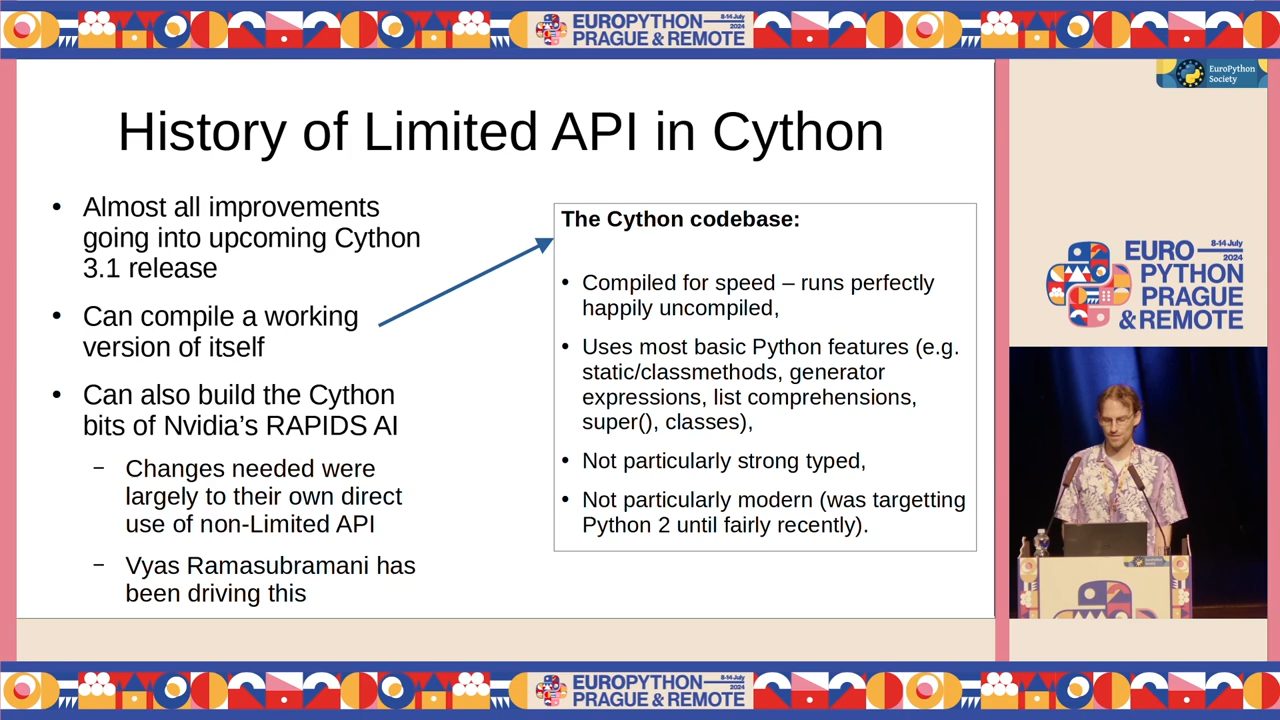 EUROPYTHON 8-14 July 2024
PRAGUE & REMOTE
EuroPython
Society
History of Limited API in Cython
• Almost all improvements
going into upcoming Cython
3.1 release
• Can compile a working
version of itself
• Can also build the Cython
bits of Nvidia's RAPIDS AI
– Changes needed were
largely to their own direct
use of non-Limited API
– Vyas Ramasubramani has
been driving this
The Cython codebase:
• Compiled for speed – runs perfectly
happily uncompiled,
• Uses most basic Python features (e.g.
static/classmethods, generator
expressions, list comprehensions,
super(), classes),
• Not particularly strong typed,
• Not particularly modern (was targetting
Python 2 until fairly recently).
EURO 8-14 July 2024
PYTHON
PRAGUE
& REMOTE
EUROPYTHON 8-14 July 2024
PRAGUE & REMOTE